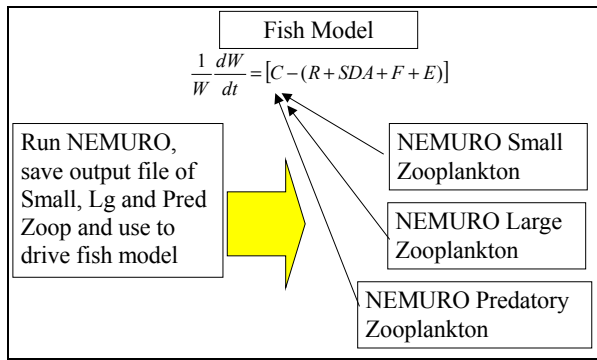 Fish Model
1/W dW/dt = [C − (R + SDA + F + E)]
Run NEMURO,
save output file of
Small, Lg and Pred
Zoop and use to
drive fish model
NEMURO Small
Zooplankton
NEMURO Large
Zooplankton
NEMURO Predatory
Zooplankton